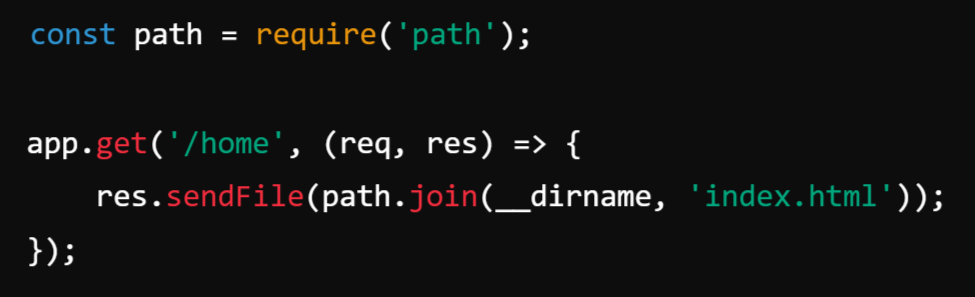 const path = require('path');
app.get('/home', (req, res) => {
    res.sendFile(path.join(__dirname, 'index.html'));
});